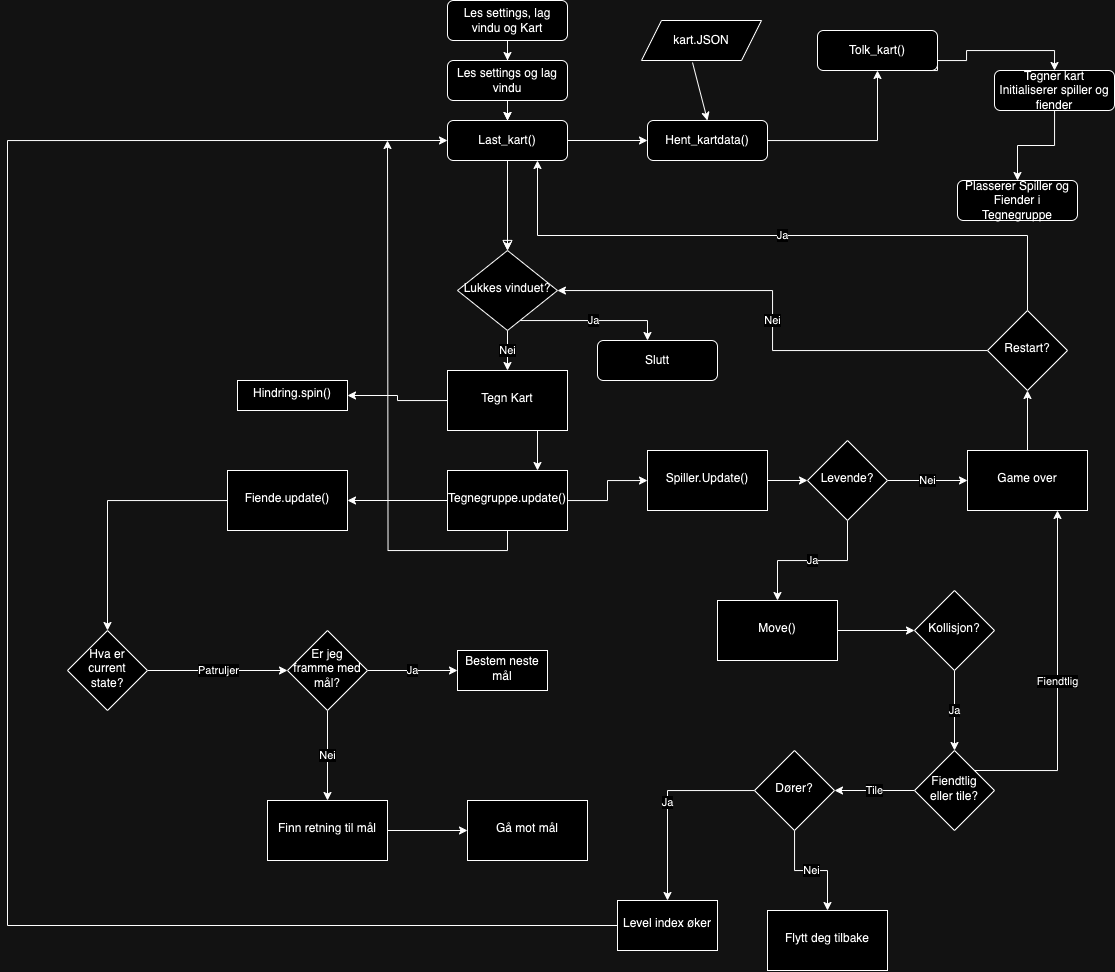 Les settings, lag
vindu og Kart
kart.JSON
Tolk_kart()
Les settings og lag
vindu
Tegner kart
Initialiserer spiller og
fiender
Last_kart()
Hent_kartdata()
Plasserer Spiller og
Fiender i
Tegnegruppe
Ja
Lukkes vinduet?
Ja
Nei
Nei
Slutt
Restart?
Hindring.spin()
Tegn Kart
Fiende.update()
Tegnegruppe.update()
Spiller.Update()
Levende?
Nei
Game over
Ja
Move()
Kollisjon?
Hva er
current
state?
Patruljer
Er jeg
framme med
mål?
Ja
Bestem neste
mål
Fiendtlig
Ja
Nei
Dører?
Tile
Fiendtlig
eller tile?
Ja
Finn retning til mål
Gå mot mål
Nei
Level index øker
Flytt deg tilbake